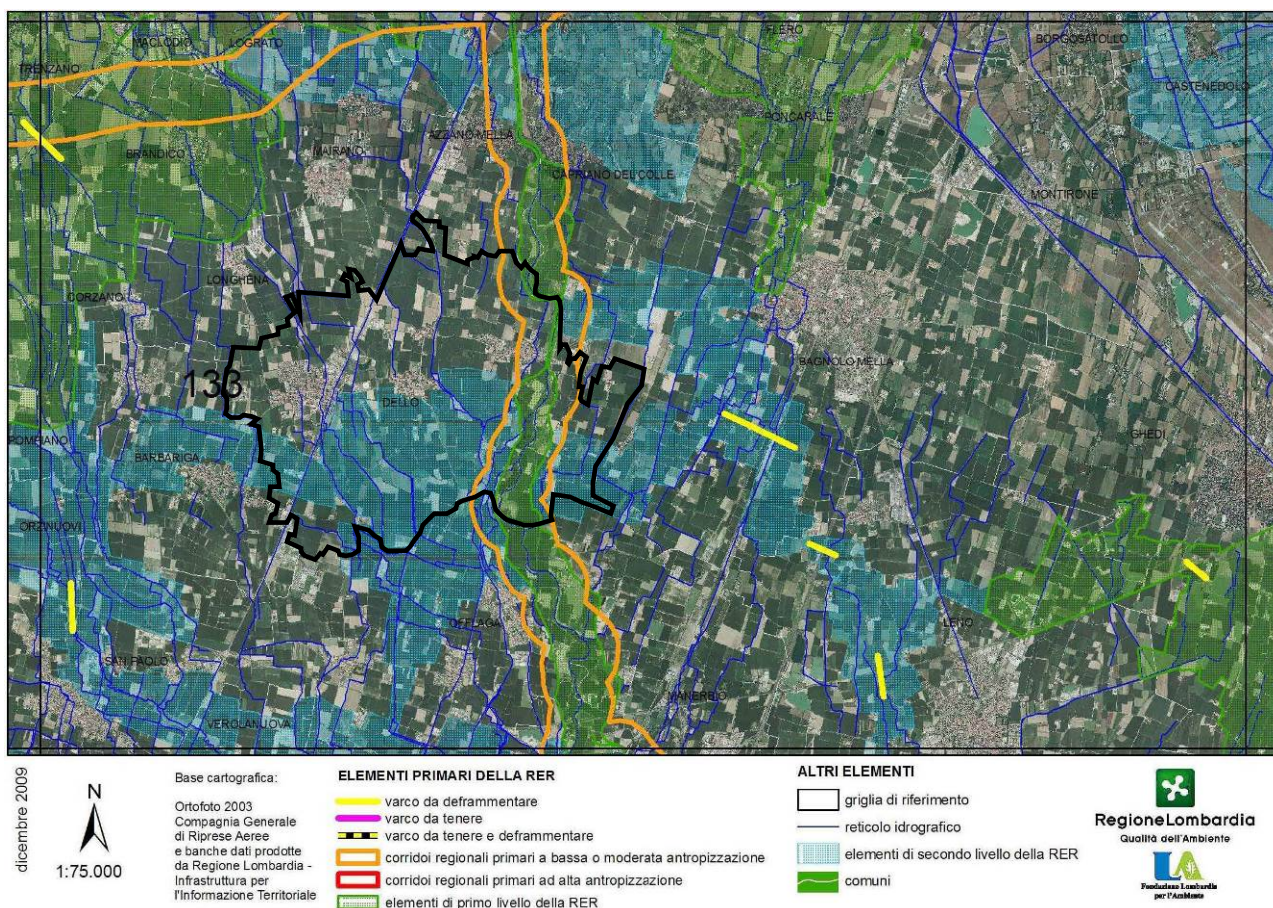 FLERO
MACLODIO
LOGRATO
BORGOSATOLLO
TRENZANO
CASTENEDOLO
PONCARALE
AZZANO MELLA
BRANDICO
MAIRANO
CAPRIANO DEL COLLE
MONTIRONE
LONGHENA
CORZANO
BAGNOLO MELLA
133
DELLO
GHEDI
POMPIANO
BARBARIGA
ORZINUOVI
OFFLAGA
LENO
SAN PAOLO
MANERBIO
VEROLANUOVA
dicembre 2009
N
1:75.000
Base cartografica:
Ortofoto 2003
Compagnia Generale
di Riprese Aeree
e banche dati prodotte
da Regione Lombardia -
Infrastruttura per
l'Informazione Territoriale
ELEMENTI PRIMARI DELLA RER
varco da deframmentare
varco da tenere
varco da tenere e deframmentare
corridoi regionali primari a bassa o moderata antropizzazione
corridoi regionali primari ad alta antropizzazione
elementi di primo livello della RER
ALTRI ELEMENTI
griglia di riferimento
reticolo idrografico
elementi di secondo livello della RER
comuni
RegioneLombardia
Qualità dell'Ambiente
Fondazione Lombardia
per l'Ambiente